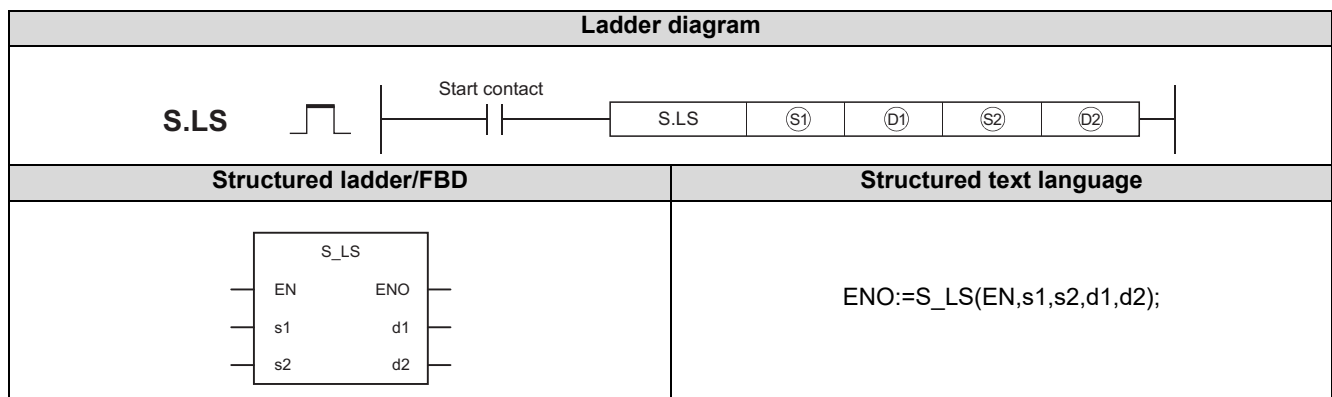 Ladder diagram
Start contact
S.LS
S.LS S1 D1 S2 D2
Structured ladder/FBD
Structured text language
S_LS
EN ENO
s1 d1
s2 d2
ENO:=S_LS(EN,s1,s2,d1,d2);